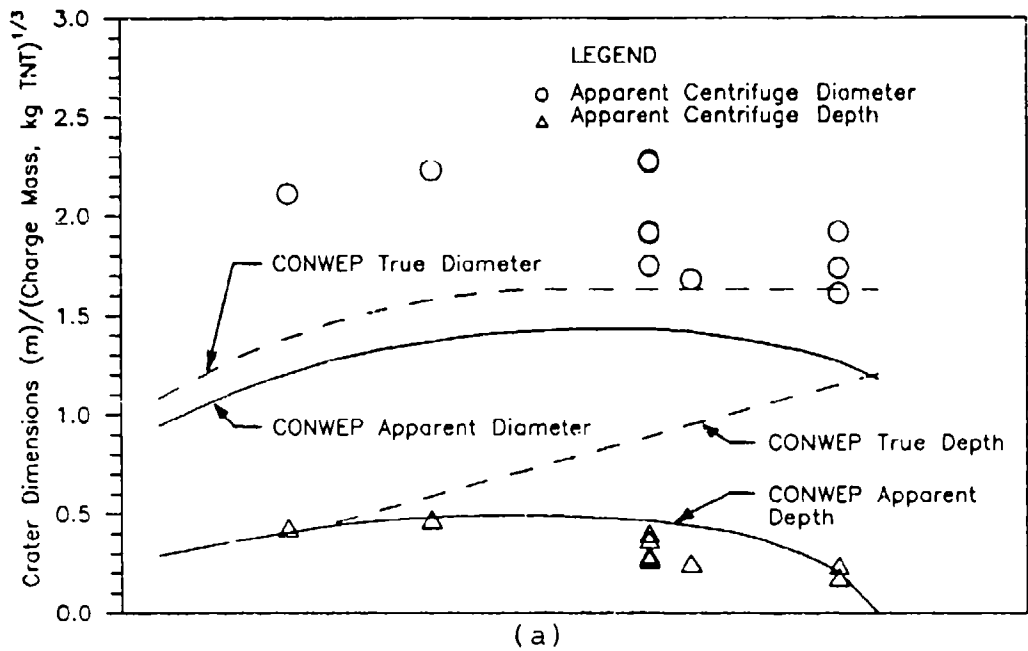 3.0
2.5
2.0
1.5
1.0
0.5
0.0
Crater Dimensions (m)/(Charge Mass, kg TNT)^1/3
LEGEND
Apparent Centrifuge Diameter
Apparent Centrifuge Depth
CONWEP True Diameter
CONWEP Apparent Diameter
CONWEP True Depth
CONWEP Apparent
Depth
(a)